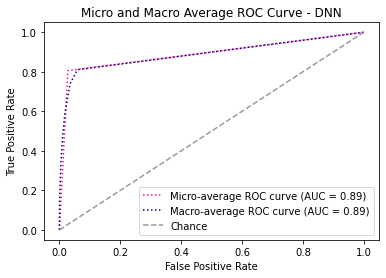 Micro and Macro Average ROC Curve - DNN
1.0
0.8
0.6
0.4
0.2
0.0
True Positive Rate
Micro-average ROC curve (AUC = 0.89)
Macro-average ROC curve (AUC = 0.89)
Chance
0.0 0.2 0.4 0.6 0.8 1.0
False Positive Rate